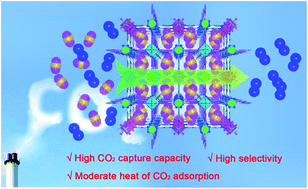 √ High CO₂ capture capacity √ High selectivity
√ Moderate heat of CO₂ adsorption